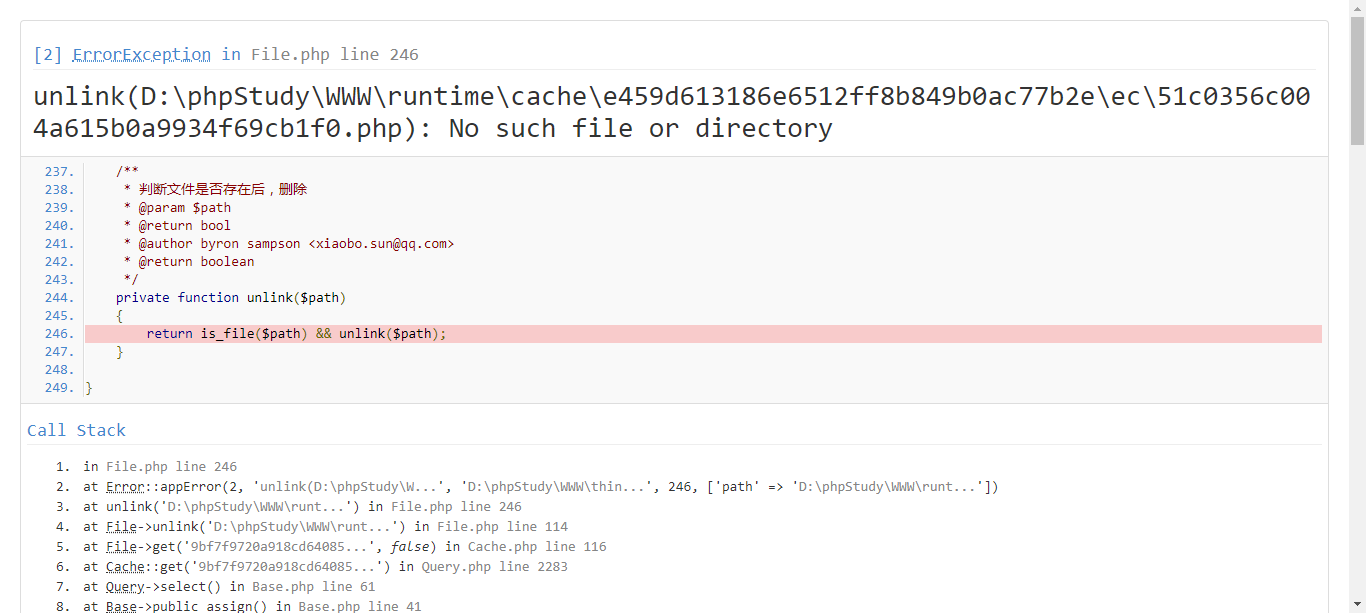 [2] ErrorException in File.php line 246
unlink(D:\phpStudy\WWW\runtime\cache\e459d613186e6512ff8b849b0ac77b2e\ec\51c0356c00
4a615b0a9934f69cb1f0.php): No such file or directory
237. /**
238. * 判断文件是否存在后，删除
239. * @param $path
240. * @return bool
241. * @author byron sampson <xiaobo.sun@qq.com>
242. * @return boolean
243. */
244. private function unlink($path)
245. {
246. return is_file($path) && unlink($path);
247. }
248.
249. }
Call Stack
1. in File.php line 246
2. at Error::appError(2, 'unlink(D:\phpStudy\W...', 'D:\phpStudy\WWW\thin...', 246, ['path' => 'D:\phpStudy\WWW\runt...'])
3. at unlink('D:\phpStudy\WWW\runt...') in File.php line 246
4. at File->unlink('D:\phpStudy\WWW\runt...') in File.php line 114
5. at File->get('9bf7f9720a918cd64085...', false) in Cache.php line 116
6. at Cache::get('9bf7f9720a918cd64085...') in Query.php line 2283
7. at Query->select() in Base.php line 61
8. at Base->public_assign() in Base.php line 41